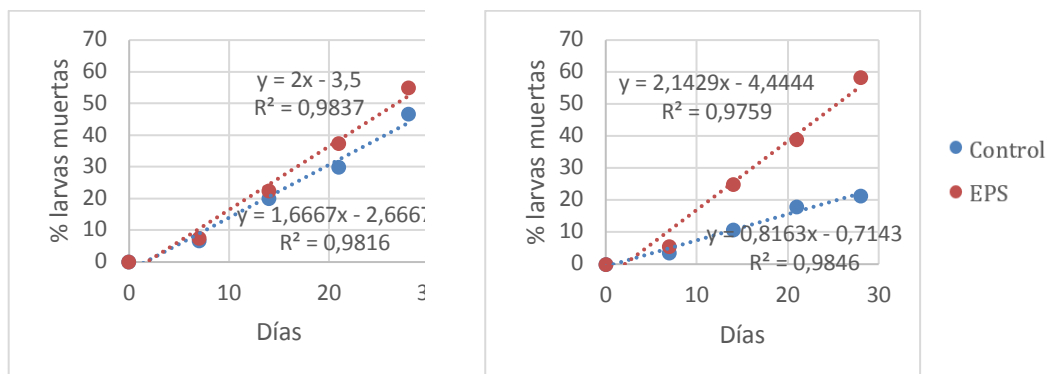 % larvas muertas
70
60
50
40
30
20
10
0
y = 2x - 3,5
R² = 0,9837
y = 1,6667x - 2,6667
R² = 0,9816
0 10 20 3
Días
% larvas muertas
70
60
50
40
30
20
10
0
y = 2,1429x - 4,4444
R² = 0,9759
y = 0,8163x - 0,7143
R² = 0,9846
0 10 20 30
Días
Control
EPS